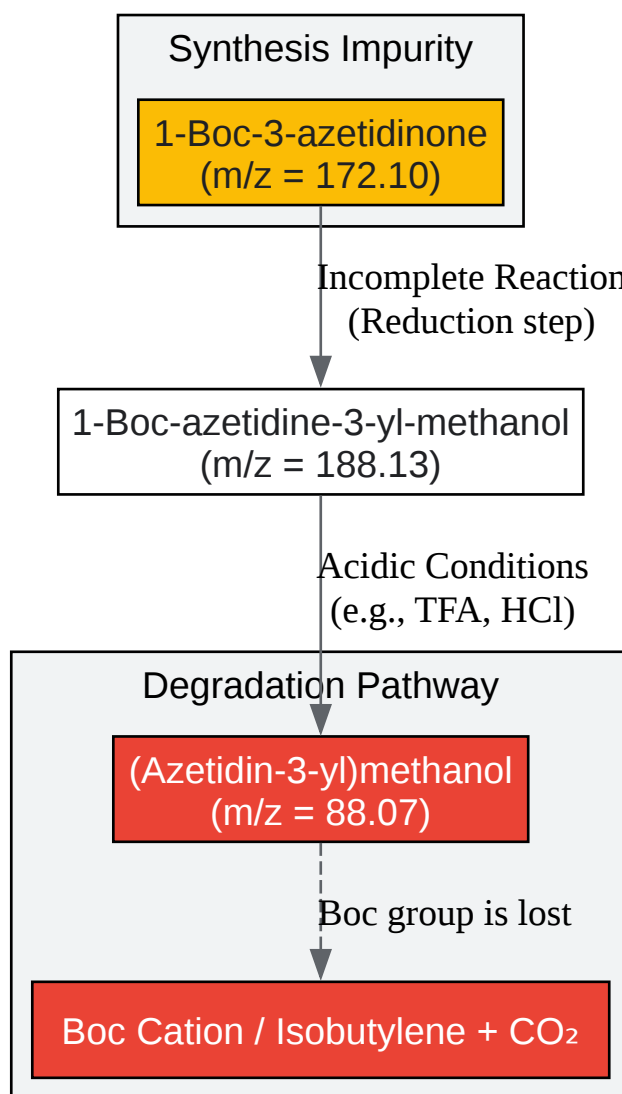 Synthesis Impurity
1-Boc-3-azetidinone
(m/z = 172.10)
Incomplete Reaction
(Reduction step)
1-Boc-azetidine-3-yl-methanol
(m/z = 188.13)
Acidic Conditions
(e.g., TFA, HCl)
Degradation Pathway
(Azetidin-3-yl)methanol
(m/z = 88.07)
Boc group is lost
Boc Cation / Isobutylene + CO₂